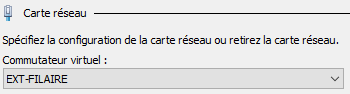 Carte réseau
Spécifiez la configuration de la carte réseau ou retirez la carte réseau.
Commutateur virtuel :
EXT-FILAIRE